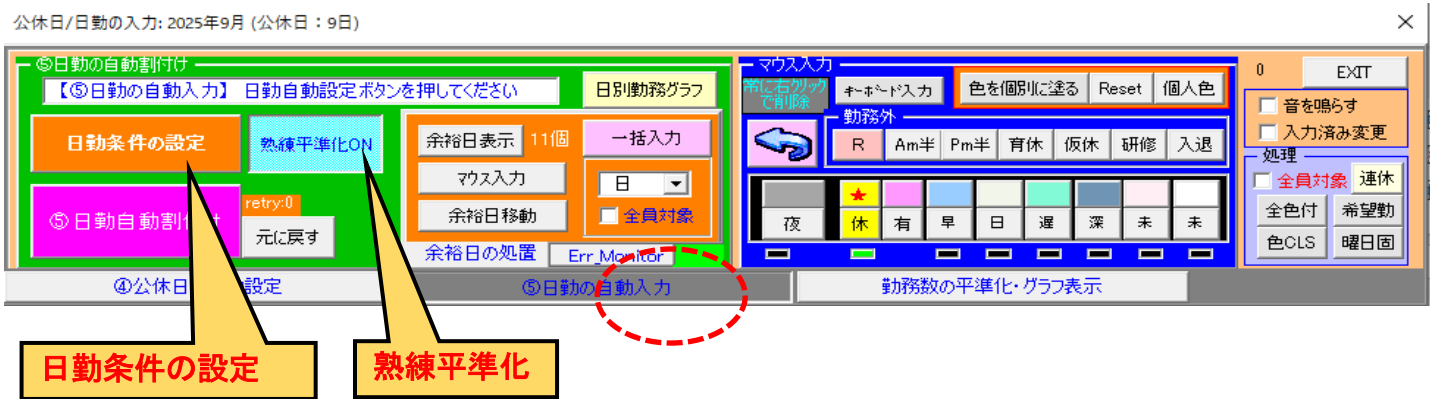 公休日/日勤の入力: 2025年9月 (公休日：9日)
⑤日勤の自動割付け
【⑤日勤の自動入力】 日勤自動設定ボタンを押してください
日別勤務グラフ
日勤条件の設定
熟練平準化ON
⑤日勤自動割
retry:0
元に戻す
余裕日表示 11個
一括入力
マウス入力
日
余裕日移動
全員対象
余裕日の処置
Err_Monitor
マウス入力
常に右クリック
で削除
キーボード入力
色を個別に塗る Reset 個人色
勤務外
R Am半 Pm半 育休 仮休 研修 入退
★
夜 休 有 早 日 遅 深 未 未
0 EXIT
音を鳴らす
入力済み変更
処理
全員対象 連休
全色付 希望勤
色CLS 曜日固
④公休日 設定
⑤日勤の自動入力
勤務数の平準化・グラフ表示
日勤条件の設定
熟練平準化